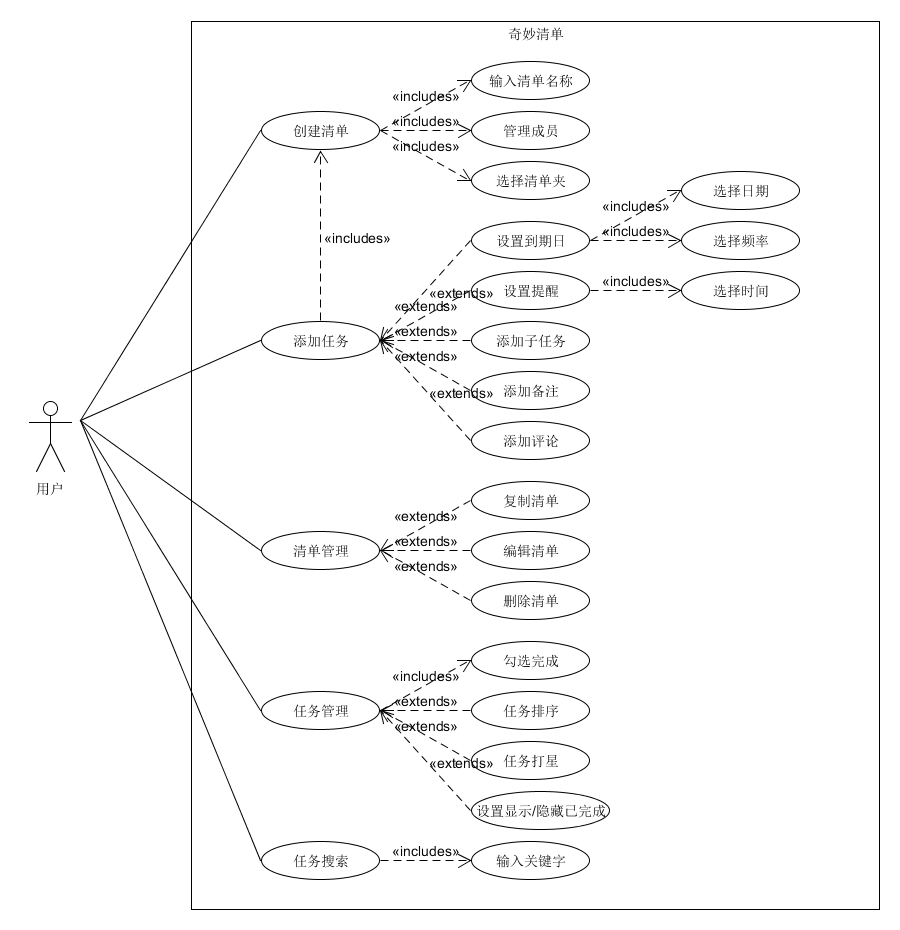 奇妙清单
输入清单名称
«includes»
创建清单
«includes»
管理成员
«includes»
选择清单夹
选择日期
«includes»
«includes»
设置到期日
«includes»
选择频率
«extends»
设置提醒
«includes»
选择时间
«extends»
添加任务
«extends»
添加子任务
«extends»
添加备注
«extends»
添加评论
用户
复制清单
«extends»
清单管理
«extends»
编辑清单
«extends»
删除清单
勾选完成
«includes»
任务管理
«extends»
任务排序
«extends»
任务打星
«extends»
设置显示/隐藏已完成
任务搜索
«includes»
输入关键字